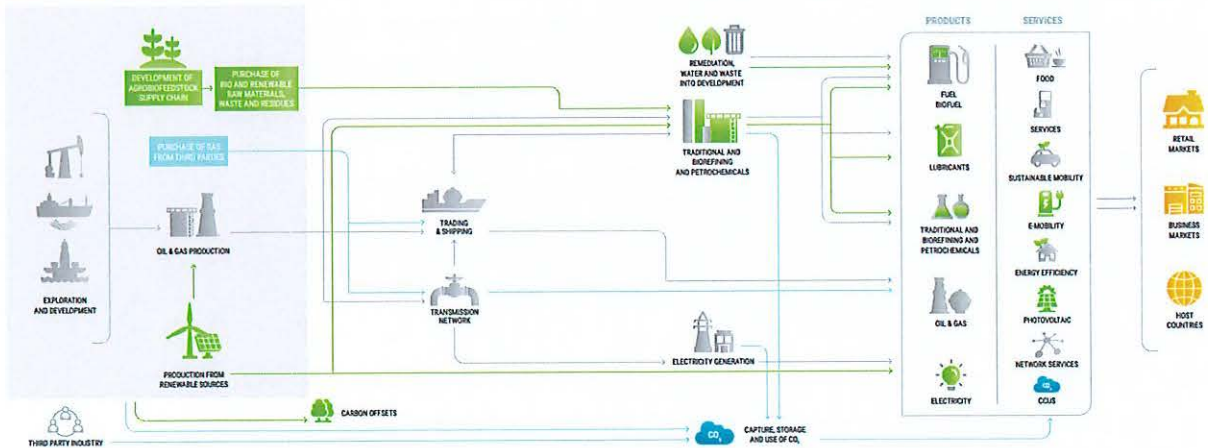 PRODUCTS
SERVICES
DEVELOPMENT OF
AGROBIOFEEDSTOCK
SUPPLY CHAIN
PURCHASE OF
BIO AND RENEWABLE
RAW MATERIALS,
WASTE AND RESIDUES
REMEDIATION,
WATER AND WASTE
INTO DEVELOPMENT
FUEL
BIOFUEL
FOOD
PURCHASE OF GAS
FROM THIRD PARTIES
TRADITIONAL AND
BIOREFINING
AND PETROCHEMICALS
LUBRICANTS
SERVICES
RETAIL
MARKETS
SUSTAINABLE MOBILITY
OIL & GAS PRODUCTION
TRADING
& SHIPPING
TRADITIONAL AND
BIOREFINING AND
PETROCHEMICALS
E-MOBILITY
BUSINESS
MARKETS
EXPLORATION
AND DEVELOPMENT
TRANSMISSION
NETWORK
ENERGY EFFICIENCY
OIL & GAS
PHOTOVOLTAIC
HOST
COUNTRIES
PRODUCTION FROM
RENEWABLE SOURCES
ELECTRICITY GENERATION
NETWORK SERVICES
ELECTRICITY
CO₂
CCUS
CARBON OFFSETS
THIRD PARTY INDUSTRY
CO₂
CAPTURE, STORAGE
AND USE OF CO₂